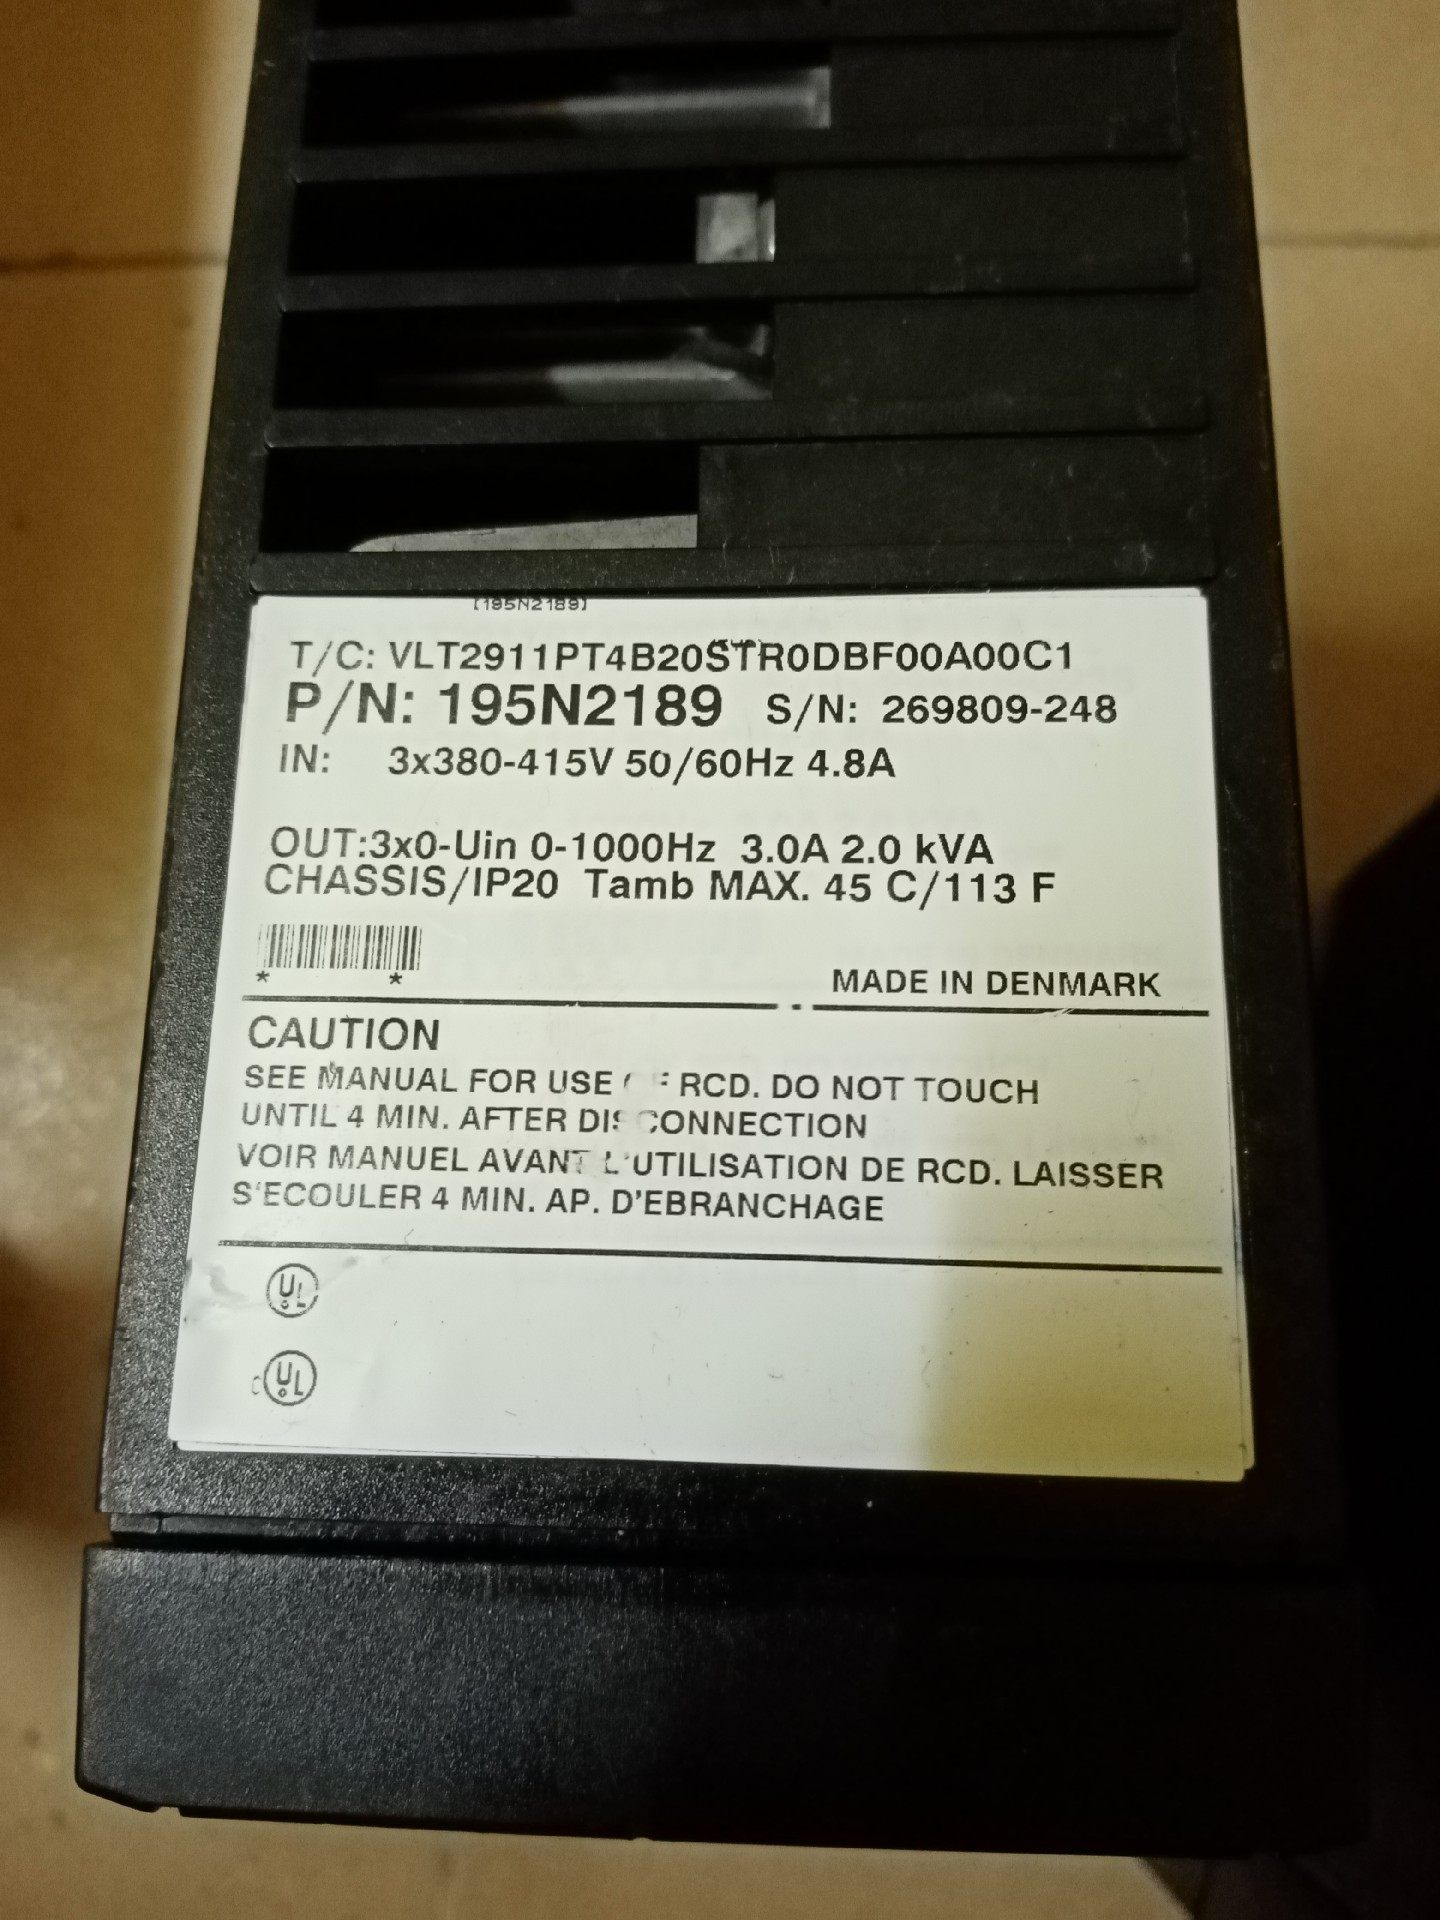 [195N2189]
T/C: VLT2911PT4B20STR0DBF00A00C1
P/N: 195N2189 S/N: 269809-248
IN: 3x380-415V 50/60Hz 4.8A
OUT:3x0-Uin 0-1000Hz 3.0A 2.0 kVA
CHASSIS/IP20 Tamb MAX. 45 C/113 F
* *
MADE IN DENMARK
CAUTION
SEE MANUAL FOR USE OF RCD. DO NOT TOUCH
UNTIL 4 MIN. AFTER DISCONNECTION
VOIR MANUEL AVANT L'UTILISATION DE RCD. LAISSER
S'ECOULER 4 MIN. AP. D'EBRANCHAGE
UL
c UL